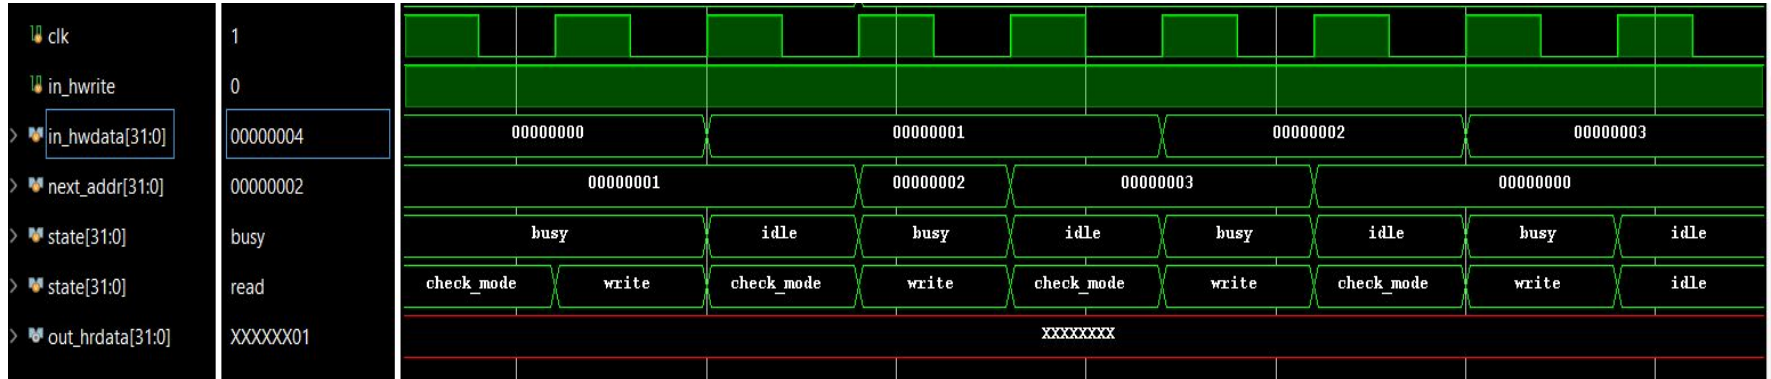 clk 1
in_hwrite 0
in_hwdata[31:0] 00000004 00000000 00000001 00000002 00000003
next_addr[31:0] 00000002 00000001 00000002 00000003 00000000
state[31:0] busy busy idle busy idle busy idle busy idle
state[31:0] read check_mode write check_mode write check_mode write check_mode write idle
out_hrdata[31:0] XXXXXX01 XXXXXXXX